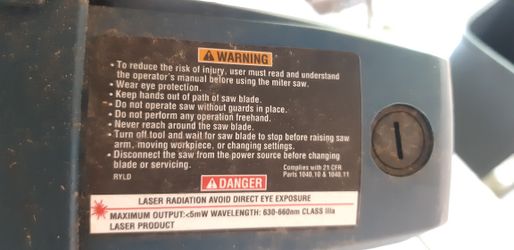 WARNING
• To reduce the risk of injury, user must read and understand
the operator's manual before using the miter saw.
• Wear eye protection.
• Keep hands out of path of saw blade.
• Do not operate saw without guards in place.
• Do not perform any operation freehand.
• Never reach around the saw blade.
• Turn off tool and wait for saw blade to stop before raising saw
arm, moving workpiece, or changing settings.
• Disconnect the saw from the power source before changing
blade or servicing.
Complies with 21 CFR
Parts 1040.10 & 1040.11
RYLD
DANGER
LASER RADIATION AVOID DIRECT EYE EXPOSURE
MAXIMUM OUTPUT:<5mW WAVELENGTH: 630-660nm CLASS IIIa
LASER PRODUCT